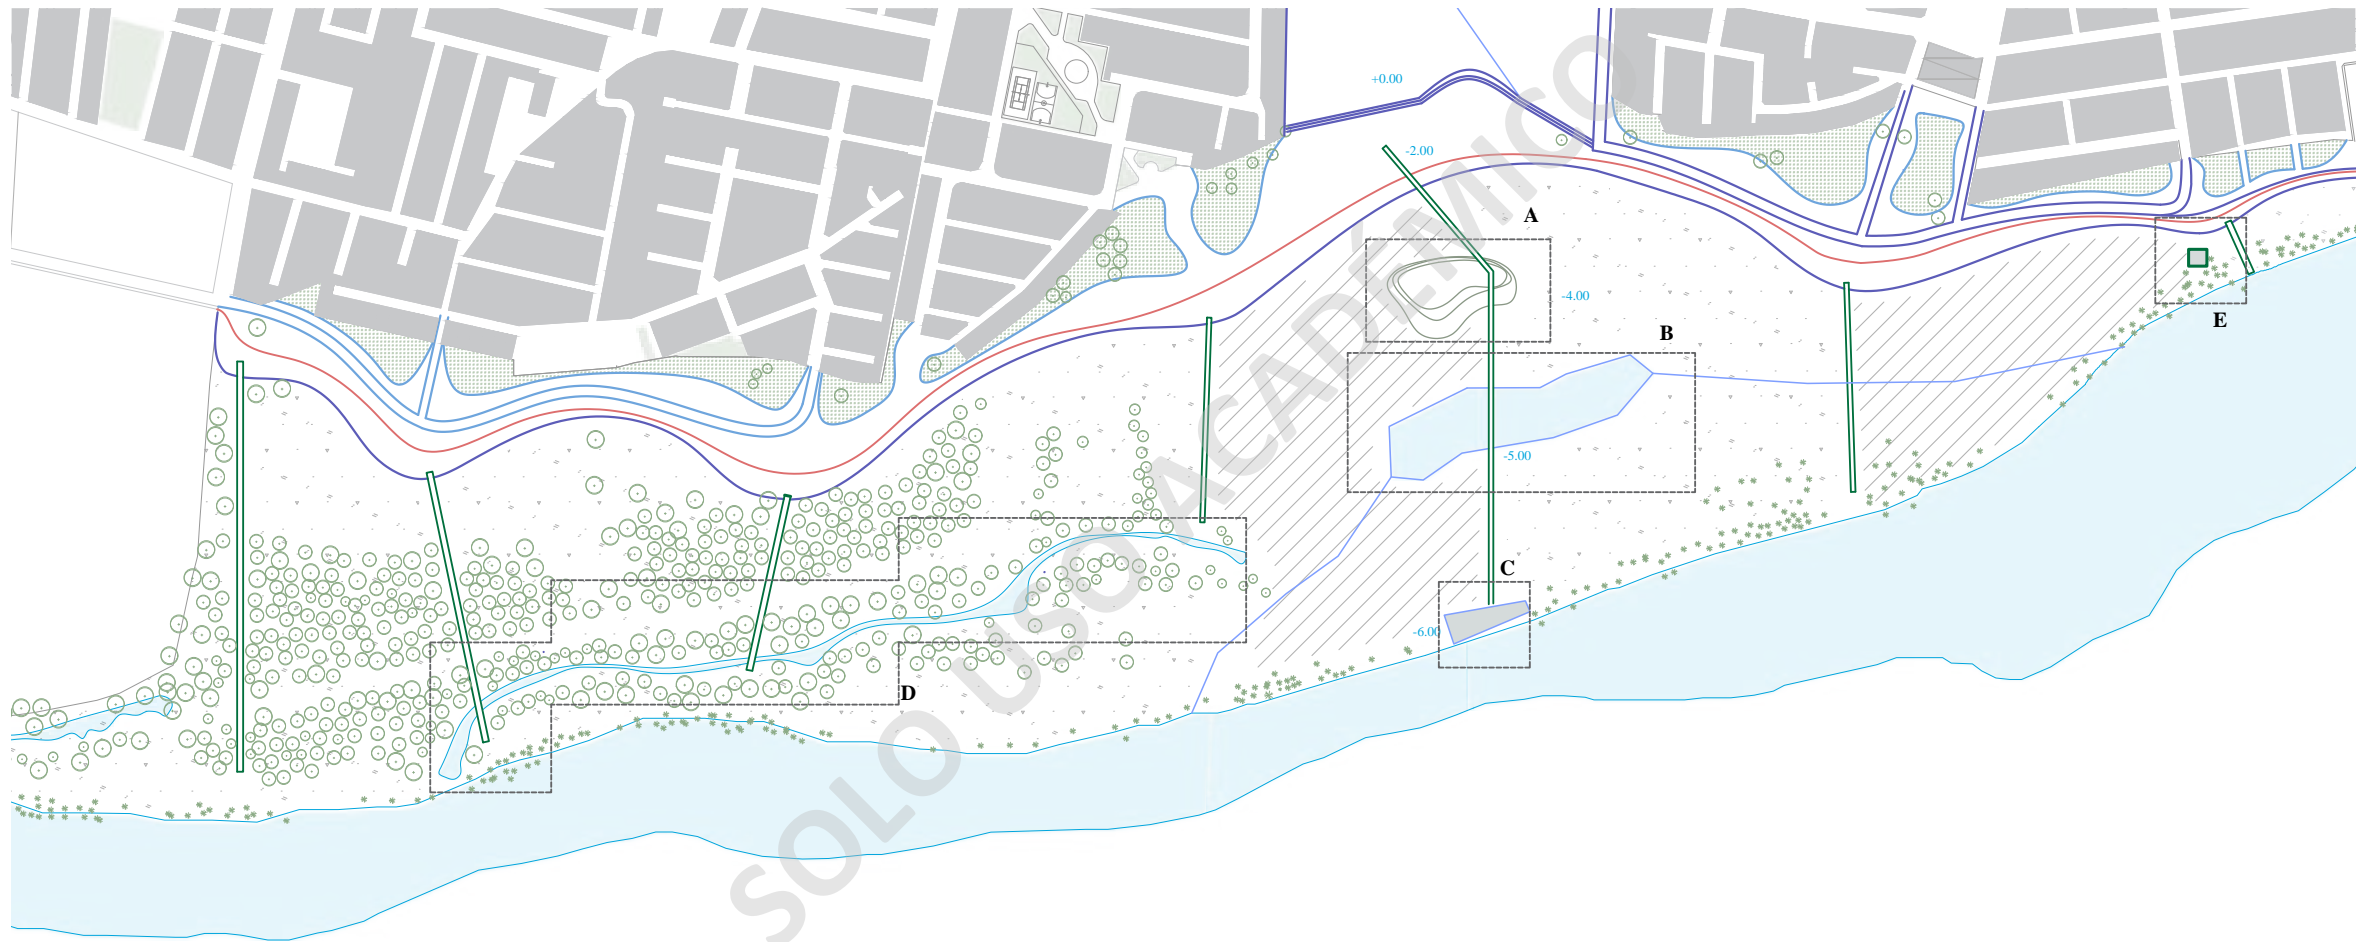 +0.00
-2.00
A
-4.00
B
-5.00
C
-6.00
D
E
SOLO USO ACADÉMICO